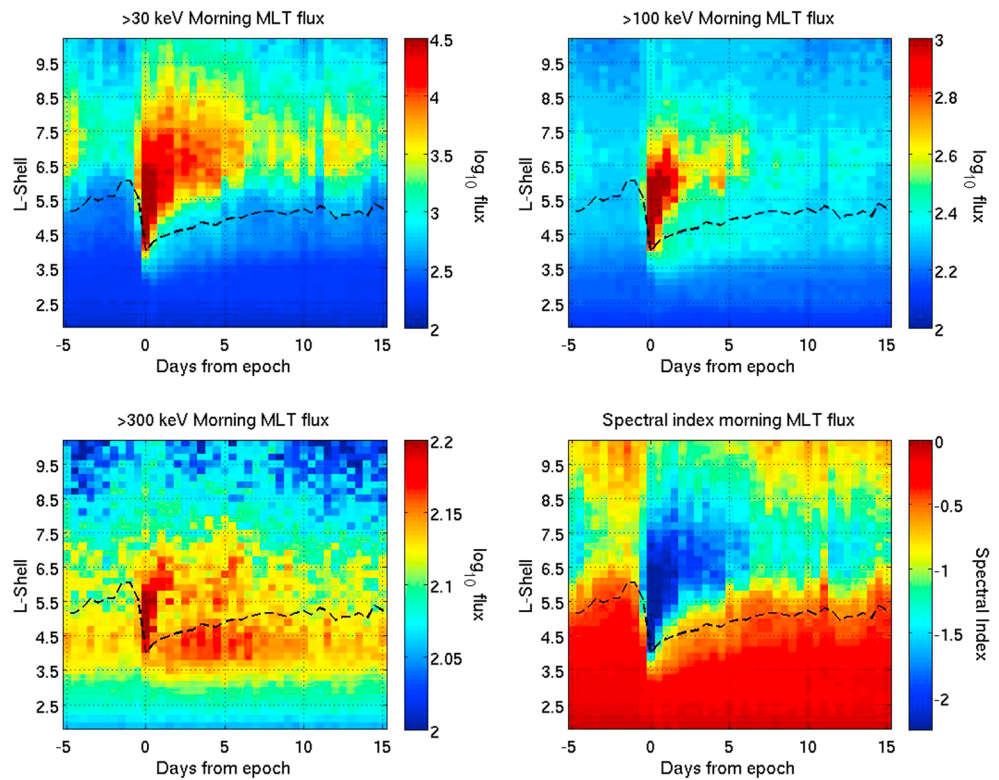 >30 keV Morning MLT flux
9.5
8.5
7.5
6.5
5.5
4.5
3.5
2.5
L-Shell
-5 0 5 10 15
Days from epoch
4.5
4
3.5
3
2.5
2
log10 flux
>100 keV Morning MLT flux
9.5
8.5
7.5
6.5
5.5
4.5
3.5
2.5
L-Shell
-5 0 5 10 15
Days from epoch
3
2.8
2.6
2.4
2.2
2
log10 flux
>300 keV Morning MLT flux
9.5
8.5
7.5
6.5
5.5
4.5
3.5
2.5
L-Shell
-5 0 5 10 15
Days from epoch
2.2
2.15
2.1
2.05
2
log10 flux
Spectral index morning MLT flux
9.5
8.5
7.5
6.5
5.5
4.5
3.5
2.5
L-Shell
-5 0 5 10 15
Days from epoch
0
-0.5
-1
-1.5
-2
Spectral Index